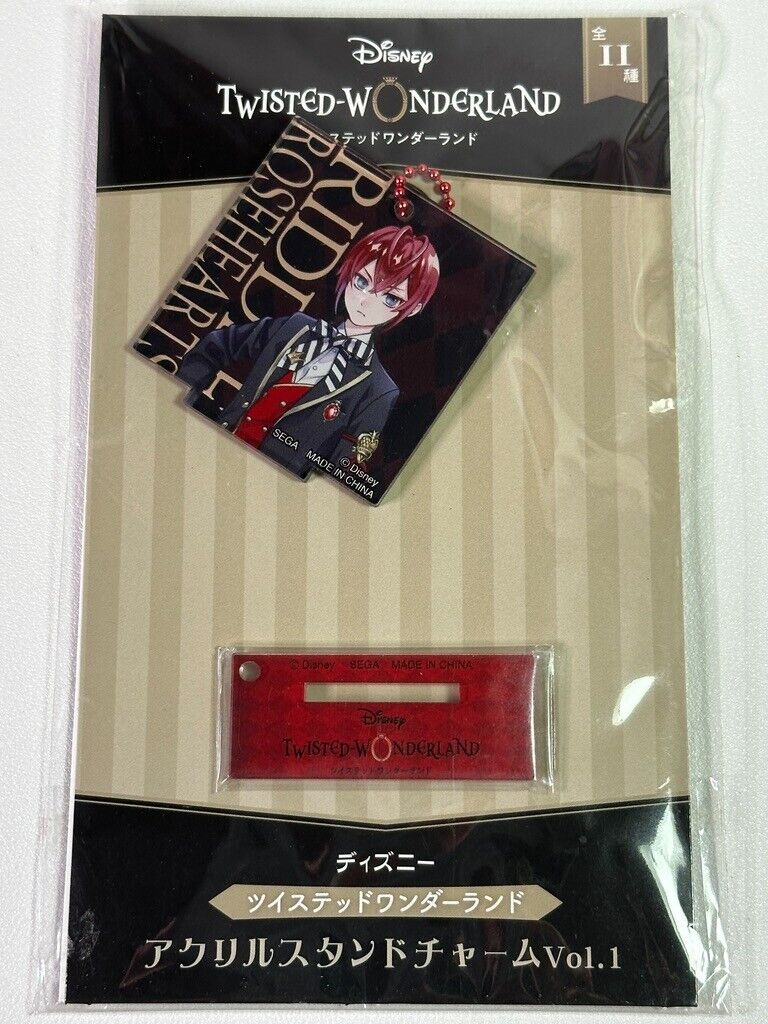 全
11
種
Disney
TWISTED-WONDERLAND
ステッドワンダーランド
RIDDLE
ROSEHEARTS
SEGA MADE IN CHINA
©Disney
©Disney SEGA MADE IN CHINA
Disney
TWISTED-WONDERLAND
ツイステッドワンダーランド
ディズニー
ツイステッドワンダーランド
アクリルスタンドチャームVol.1